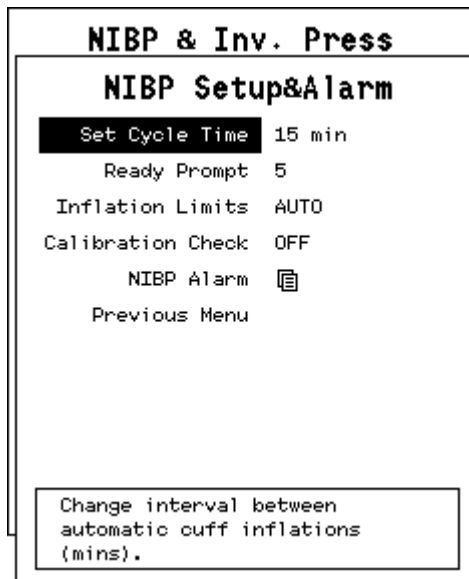 NIBP & Inv. Press
NIBP Setup&Alarm
Set Cycle Time 15 min
Ready Prompt 5
Inflation Limits AUTO
Calibration Check OFF
NIBP Alarm
Previous Menu
Change interval between
automatic cuff inflations
(mins).